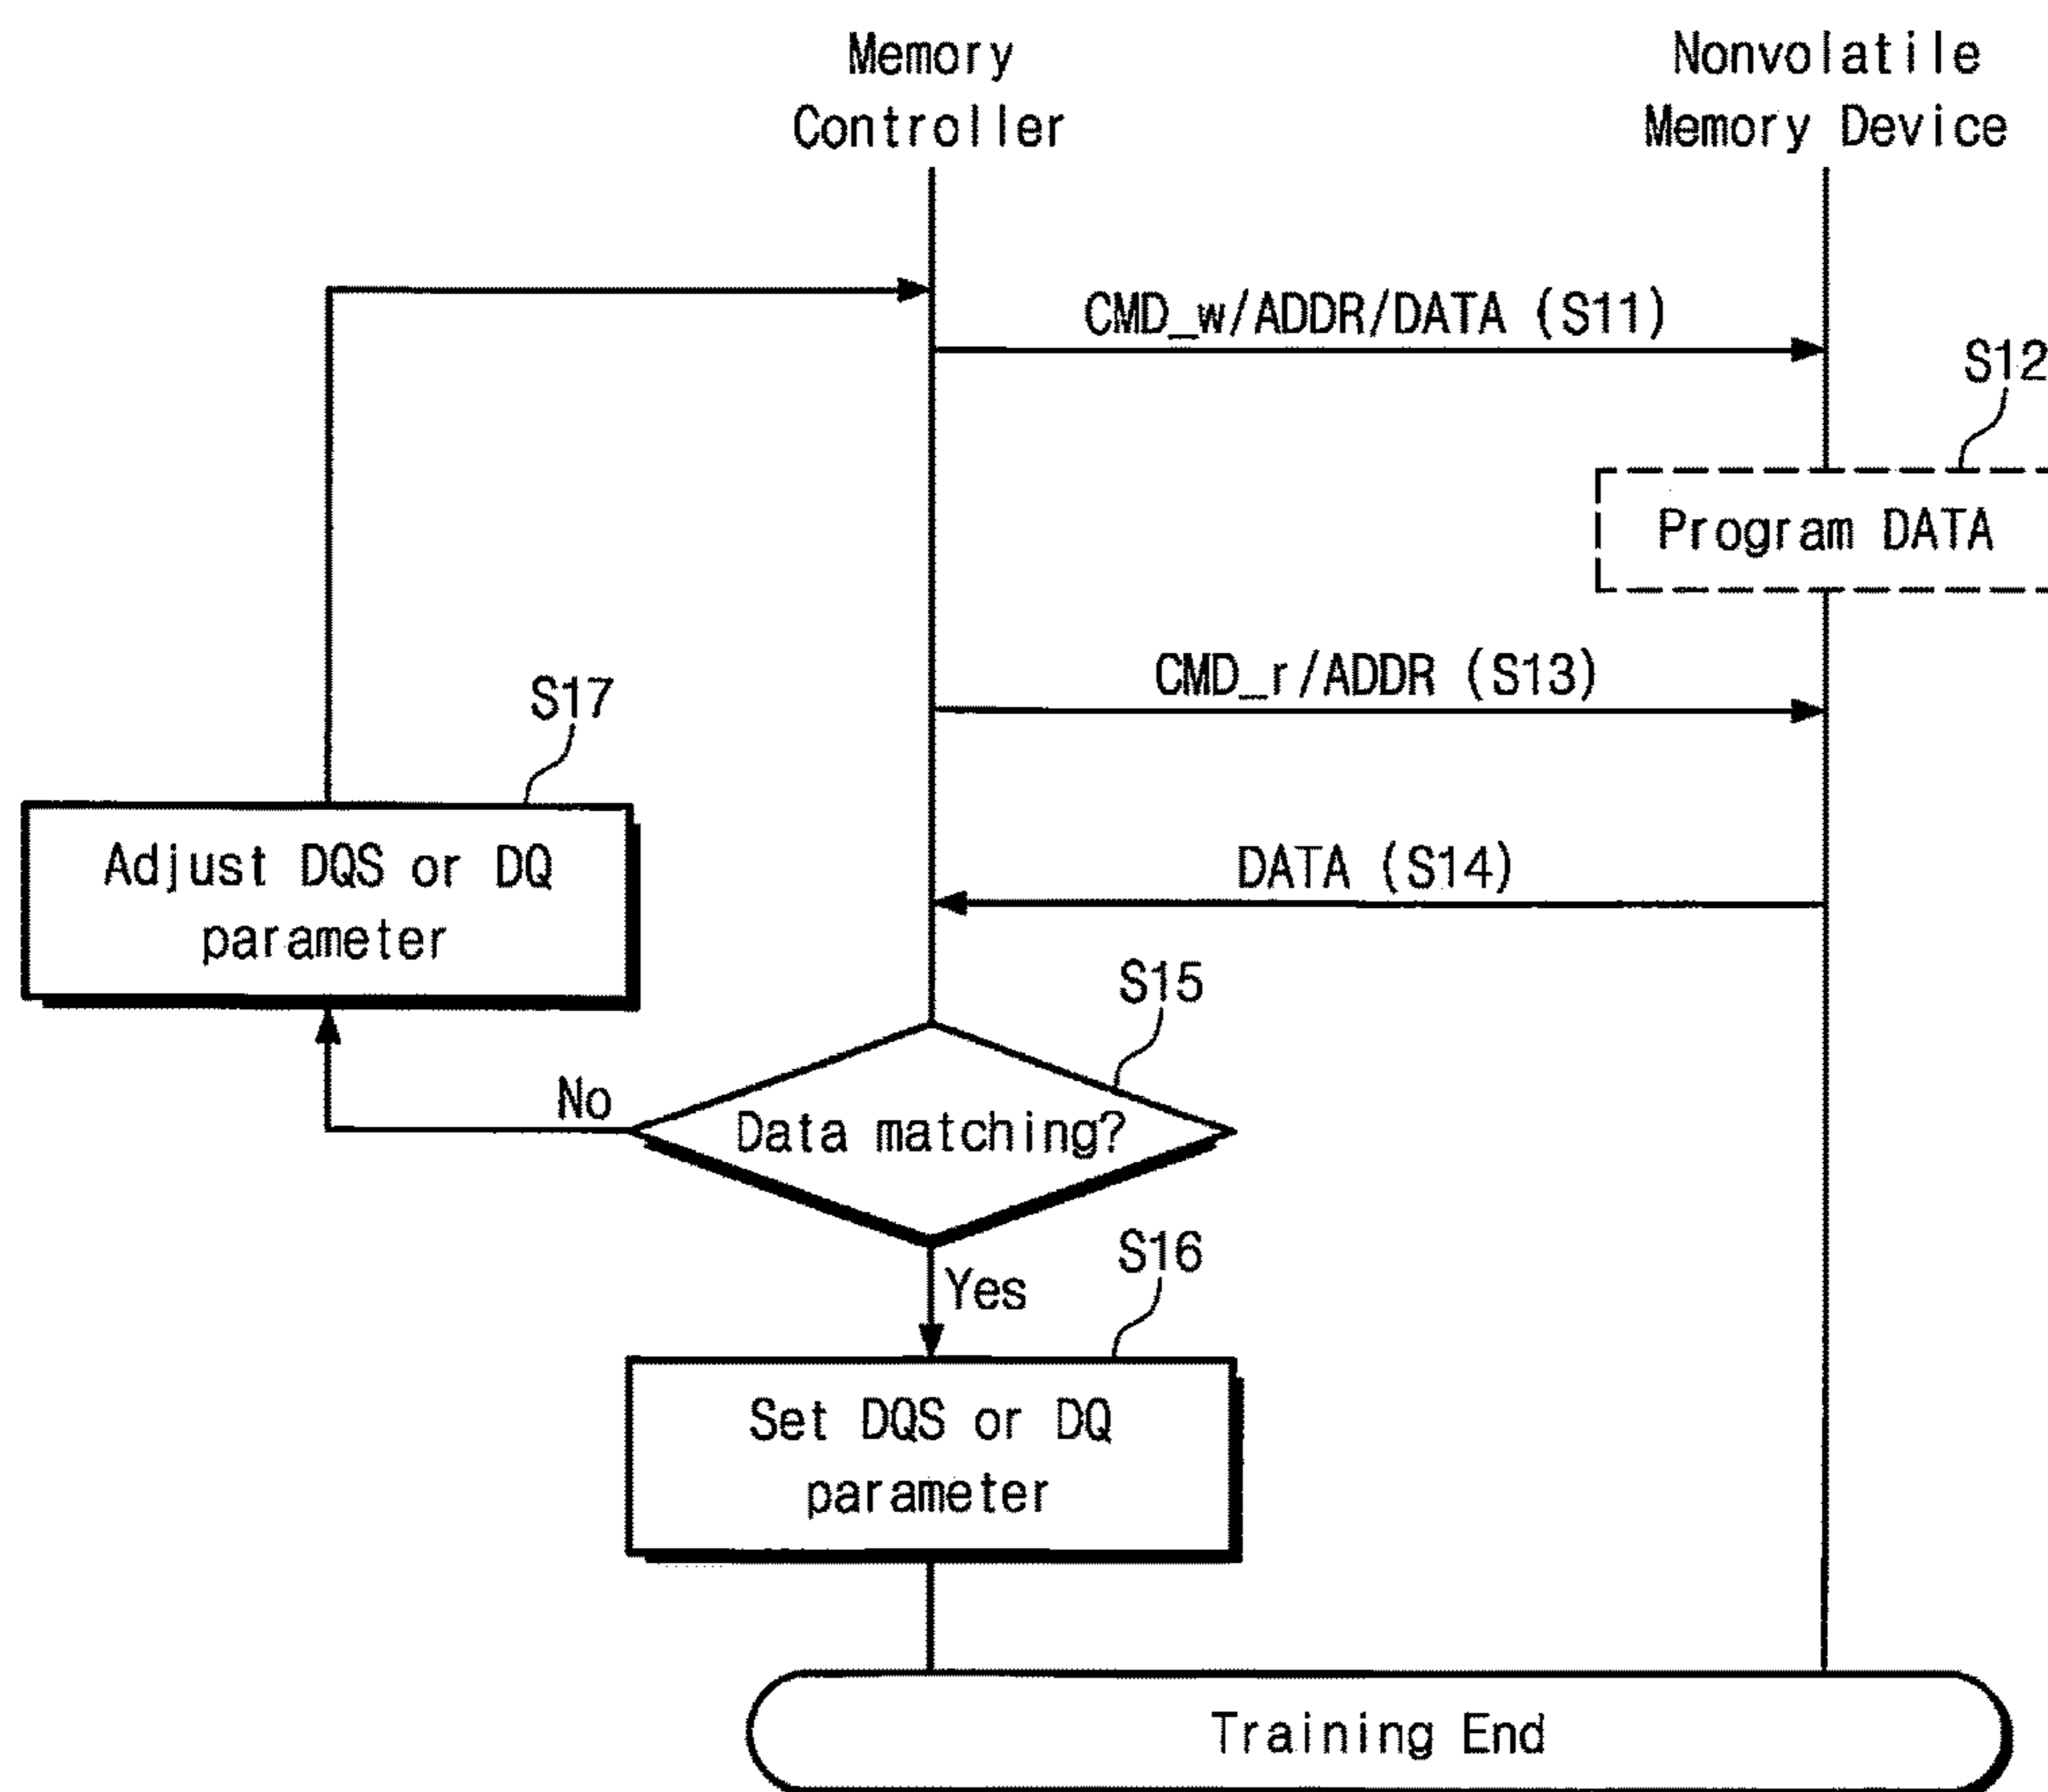 Memory
Controller
Nonvolatile
Memory Device
CMD_w/ADDR/DATA (S11)
S12
Program DATA
CMD_r/ADDR (S13)
S17
Adjust DQS or DQ
parameter
DATA (S14)
S15
No
Data matching?
S16
Yes
Set DQS or DQ
parameter
Training End